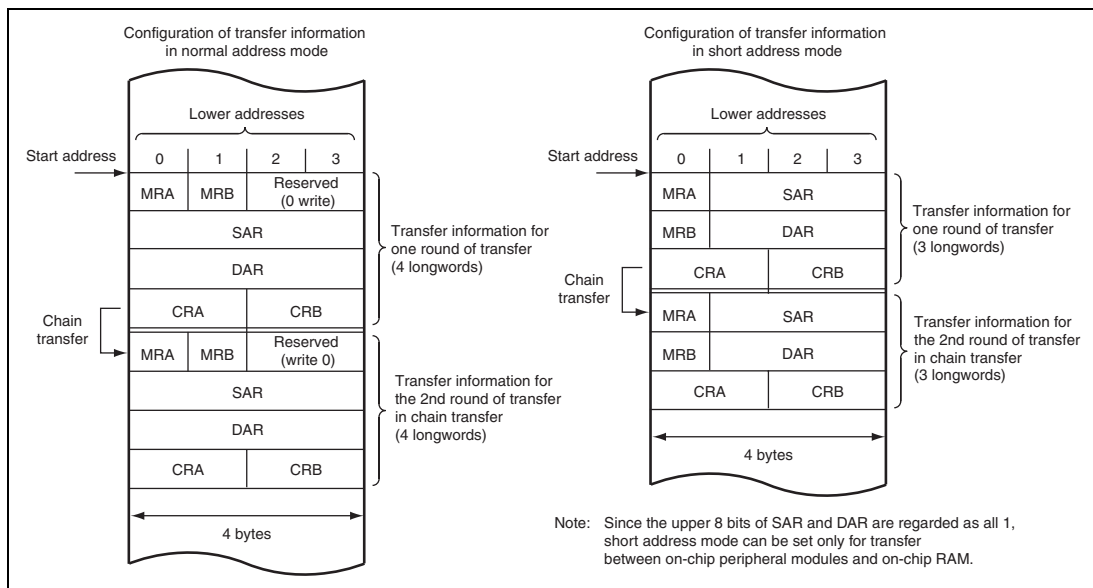 Configuration of transfer information
in normal address mode
Lower addresses
Start address
0 1 2 3
MRA MRB Reserved
(0 write)
SAR
DAR
CRA CRB
Transfer information for
one round of transfer
(4 longwords)
Chain
transfer
MRA MRB Reserved
(write 0)
SAR
DAR
CRA CRB
Transfer information for
the 2nd round of transfer
in chain transfer
(4 longwords)
4 bytes
Configuration of transfer information
in short address mode
Lower addresses
Start address
0 1 2 3
MRA SAR
MRB DAR
CRA CRB
Transfer information for
one round of transfer
(3 longwords)
Chain
transfer
MRA SAR
MRB DAR
CRA CRB
Transfer information for
the 2nd round of transfer
in chain transfer
(3 longwords)
4 bytes
Note: Since the upper 8 bits of SAR and DAR are regarded as all 1,
short address mode can be set only for transfer
between on-chip peripheral modules and on-chip RAM.